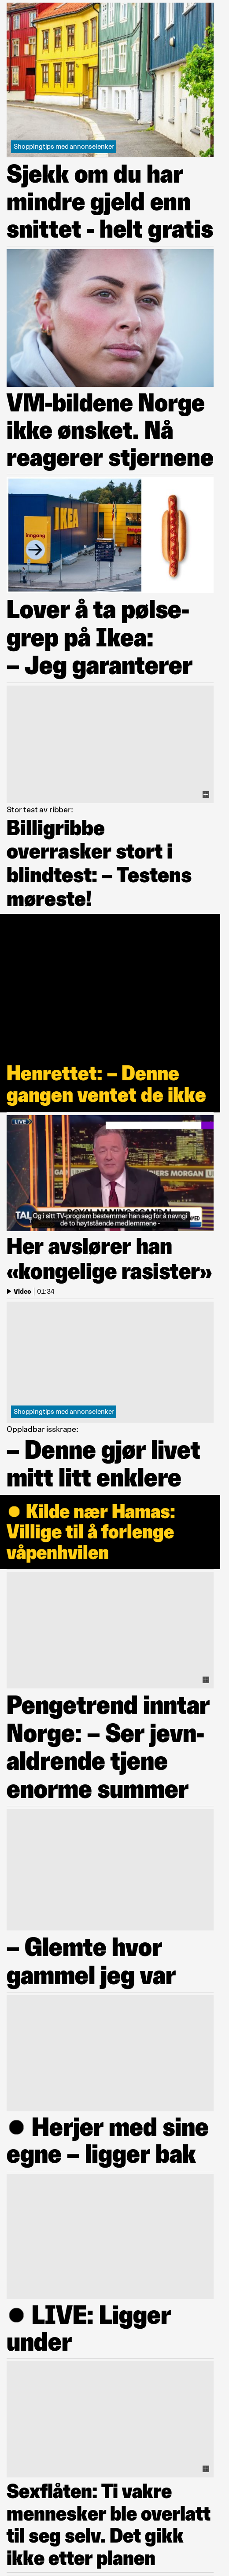 Shoppingtips med annonselenker
Sjekk om du har
mindre gjeld enn
snittet - helt gratis
VM-bildene Norge
ikke ønsket. Nå
reagerer stjernene
IKEA
Lover å ta pølse-
grep på Ikea:
– Jeg garanterer
Stor test av ribber:
Billigribbe
overrasker stort i
blindtest: – Testens
møreste!
Henrettet: – Denne
gangen ventet de ikke
LIVE
TAL
Og i sitt TV-program bestemmer han seg for å navngi
de to høytstående medlemmene -
Her avslører han
«kongelige rasister»
Video | 01:34
Shoppingtips med annonselenker
Oppladbar isskrape:
– Denne gjør livet
mitt litt enklere
● Kilde nær Hamas:
Villige til å forlenge
våpenhvilen
Pengetrend inntar
Norge: – Ser jevn-
aldrende tjene
enorme summer
– Glemte hvor
gammel jeg var
● Herjer med sine
egne – ligger bak
● LIVE: Ligger
under
Sexflåten: Ti vakre
mennesker ble overlatt
til seg selv. Det gikk
ikke etter planen